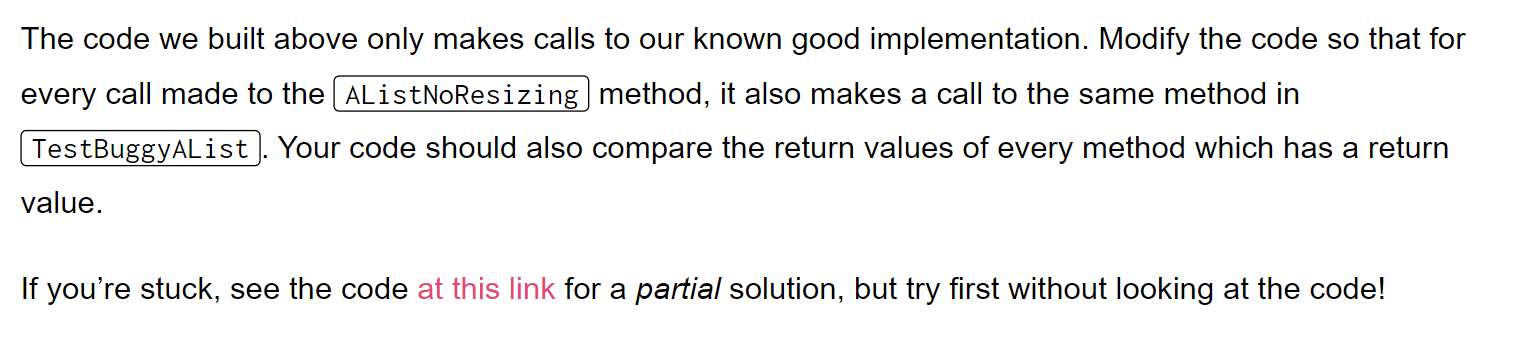 The code we built above only makes calls to our known good implementation. Modify the code so that for
every call made to the AListNoResizing method, it also makes a call to the same method in
TestBuggyAList. Your code should also compare the return values of every method which has a return
value.
If you’re stuck, see the code at this link for a partial solution, but try first without looking at the code!